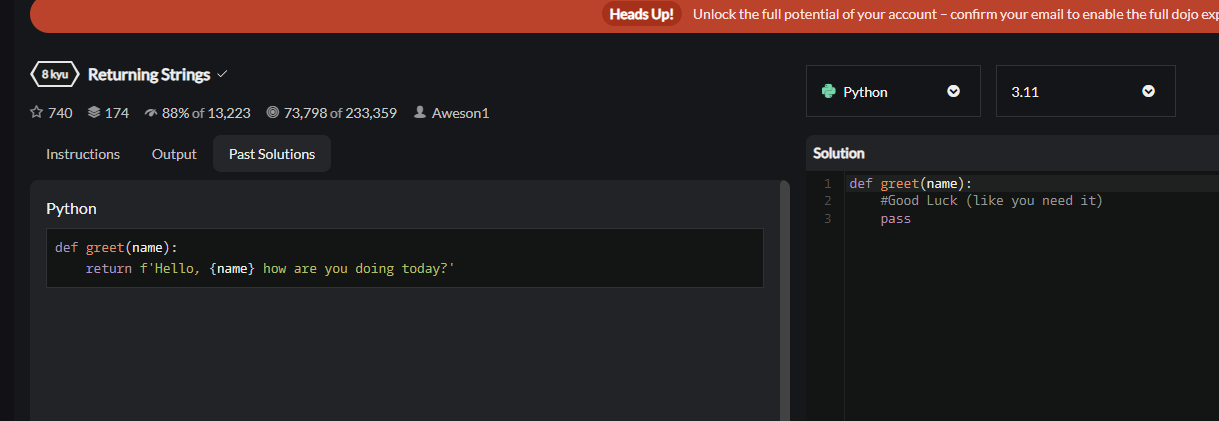 Heads Up! Unlock the full potential of your account – confirm your email to enable the full dojo exp
8 kyu Returning Strings
740 174 88% of 13,223 73,798 of 233,359 Aweson1
Python 3.11
Instructions Output Past Solutions
Solution
Python
def greet(name):
return f'Hello, {name} how are you doing today?'
1 def greet(name):
2 #Good Luck (like you need it)
3 pass